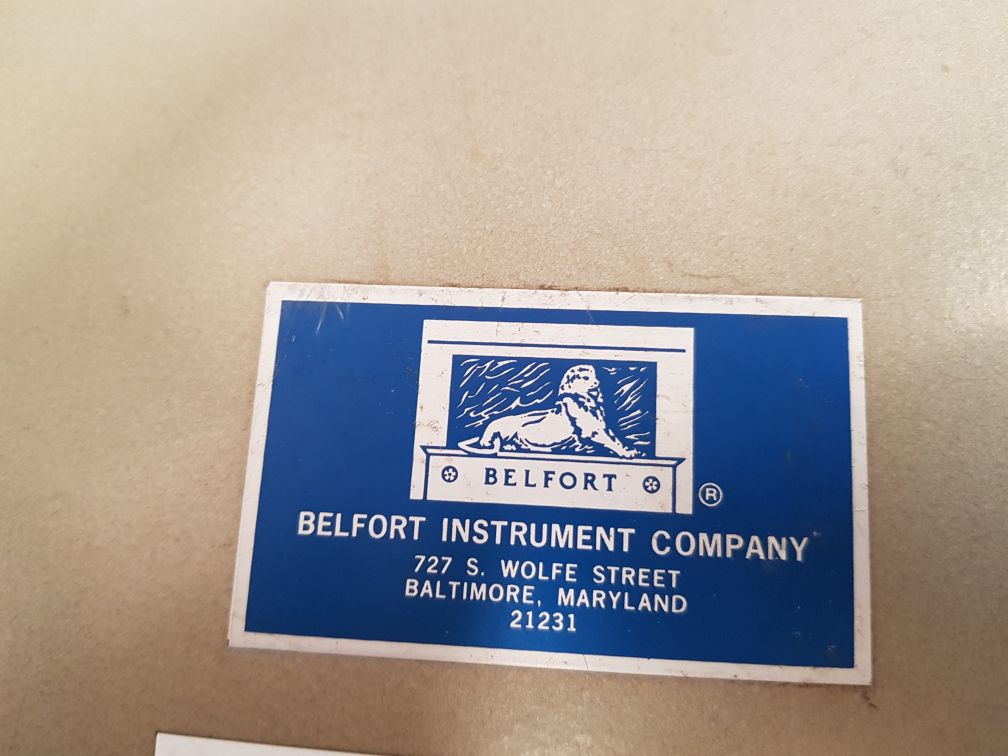 BELFORT
®
BELFORT INSTRUMENT COMPANY
727 S. WOLFE STREET
BALTIMORE, MARYLAND
21231